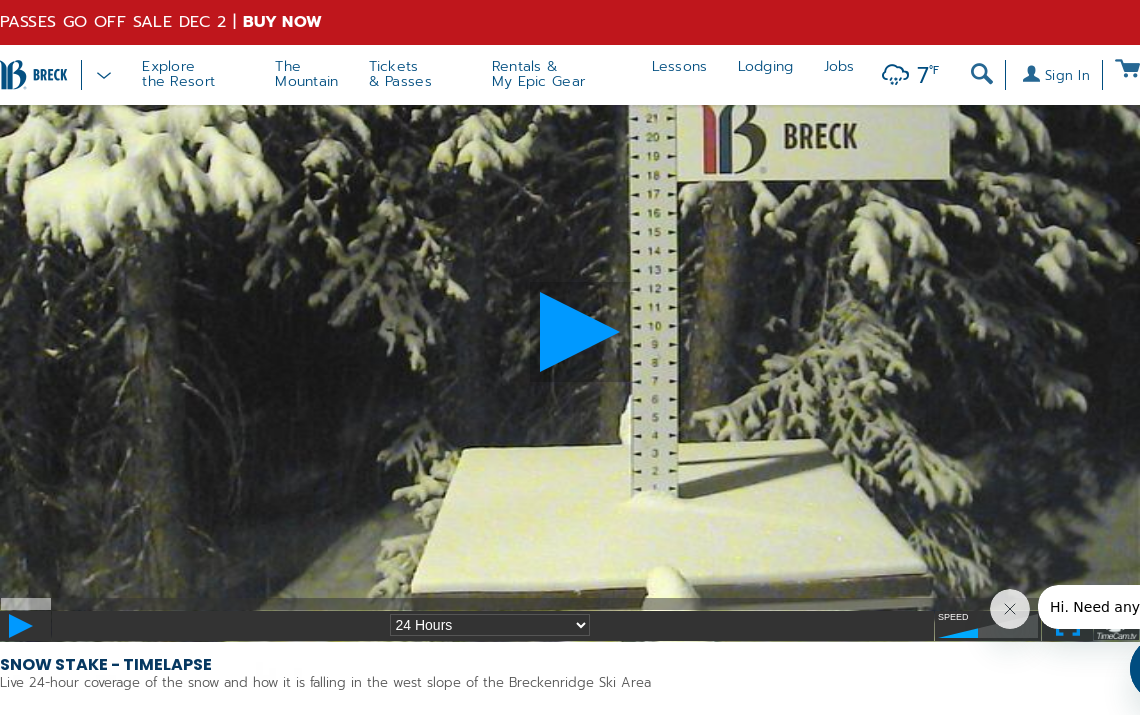 PASSES GO OFF SALE DEC 2 | BUY NOW
BRECK
Explore
the Resort
The
Mountain
Tickets
& Passes
Rentals &
My Epic Gear
Lessons
Lodging
Jobs
7°F
Sign In
BRECK
21
20
19
18
17
16
15
14
13
12
11
10
9
8
7
6
5
4
3
2
1
24 Hours
SPEED
Hi. Need any
TimeCam.tv
SNOW STAKE - TIMELAPSE
Live 24-hour coverage of the snow and how it is falling in the west slope of the Breckenridge Ski Area